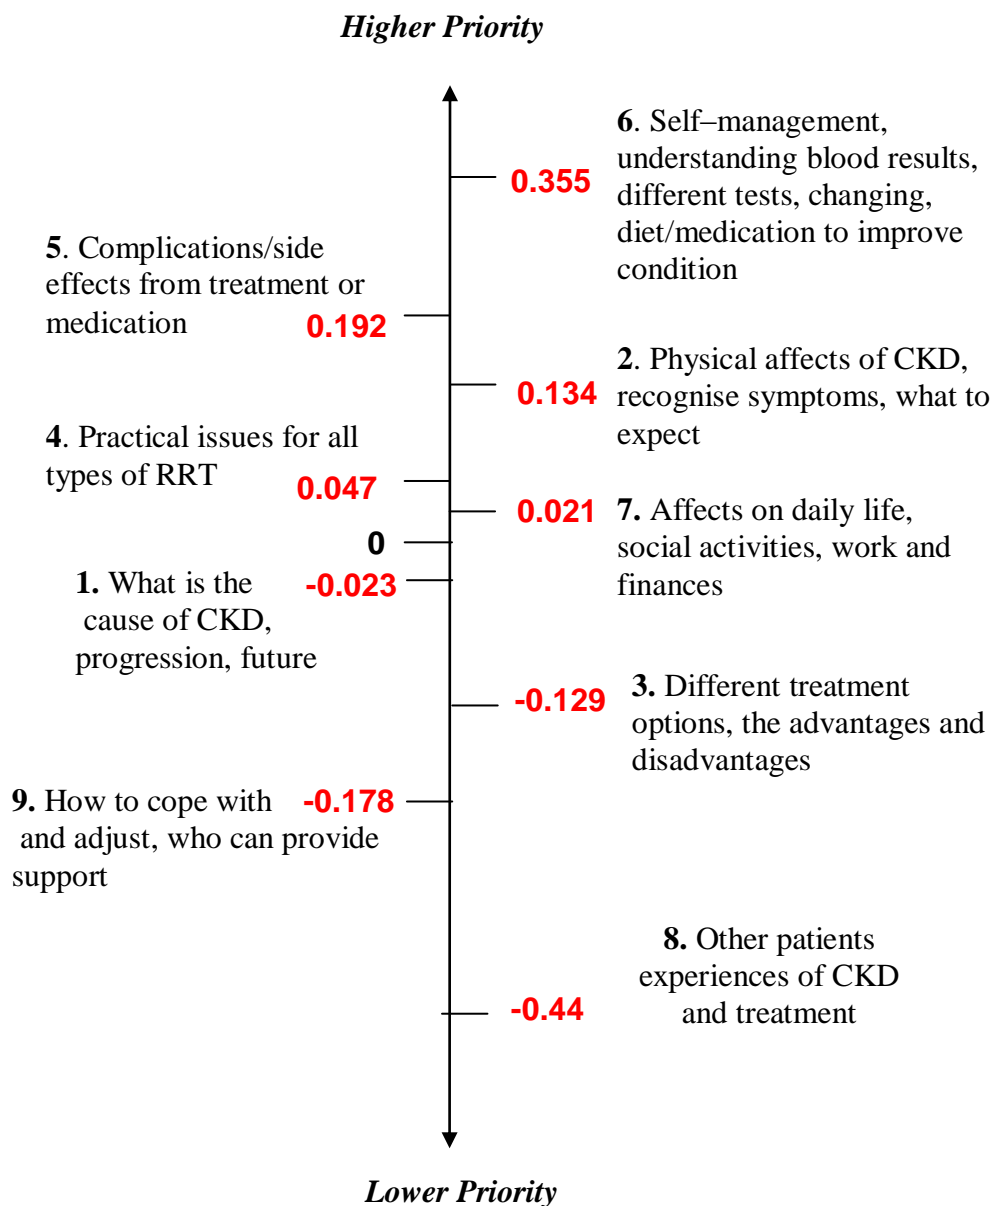 Higher Priority
6. Self–management,
understanding blood results,
different tests, changing,
diet/medication to improve
condition
0.355
5. Complications/side
effects from treatment or
medication
0.192
2. Physical affects of CKD,
recognise symptoms, what to
expect
0.134
4. Practical issues for all
types of RRT
0.047
0.021
7. Affects on daily life,
social activities, work and
finances
0
1. What is the
cause of CKD,
progression, future
-0.023
-0.129
3. Different treatment
options, the advantages and
disadvantages
9. How to cope with
and adjust, who can provide
support
-0.178
8. Other patients
experiences of CKD
and treatment
-0.44
Lower Priority